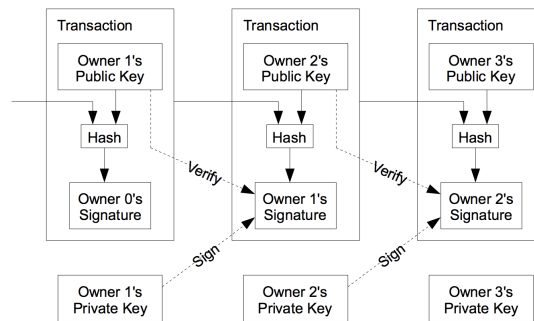 Transaction
Transaction
Transaction
Owner 1's
Public Key
Owner 2's
Public Key
Owner 3's
Public Key
Hash
Hash
Hash
Verify
Verify
Owner 0's
Signature
Owner 1's
Signature
Owner 2's
Signature
Sign
Sign
Owner 1's
Private Key
Owner 2's
Private Key
Owner 3's
Private Key